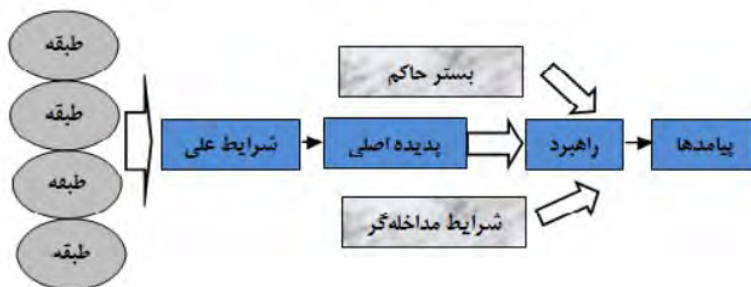 طبقه
طبقه
طبقه
طبقه
شرایط علی
پدیده اصلی
بستر حاکم
شرایط مداخله‌گر
راهبرد
پیامدها